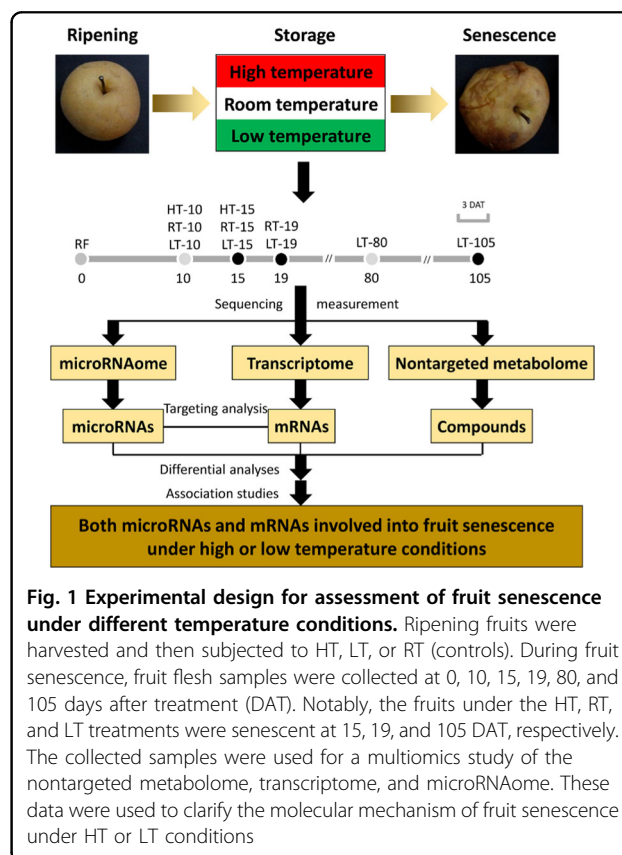 Ripening Storage Senescence
High temperature
Room temperature
Low temperature
3 DAT
HT-10 HT-15
RT-10 RT-15 RT-19
RF LT-10 LT-15 LT-19 LT-80 LT-105
// //
0 10 15 19 80 105
Sequencing measurement
microRNAome Transcriptome Nontargeted metabolome
Targeting analysis
microRNAs mRNAs Compounds
Differential analyses
Association studies
Both microRNAs and mRNAs involved into fruit senescence
under high or low temperature conditions
Fig. 1 Experimental design for assessment of fruit senescence
under different temperature conditions. Ripening fruits were
harvested and then subjected to HT, LT, or RT (controls). During fruit
senescence, fruit flesh samples were collected at 0, 10, 15, 19, 80, and
105 days after treatment (DAT). Notably, the fruits under the HT, RT,
and LT treatments were senescent at 15, 19, and 105 DAT, respectively.
The collected samples were used for a multiomics study of the
nontargeted metabolome, transcriptome, and microRNAome. These
data were used to clarify the molecular mechanism of fruit senescence
under HT or LT conditions